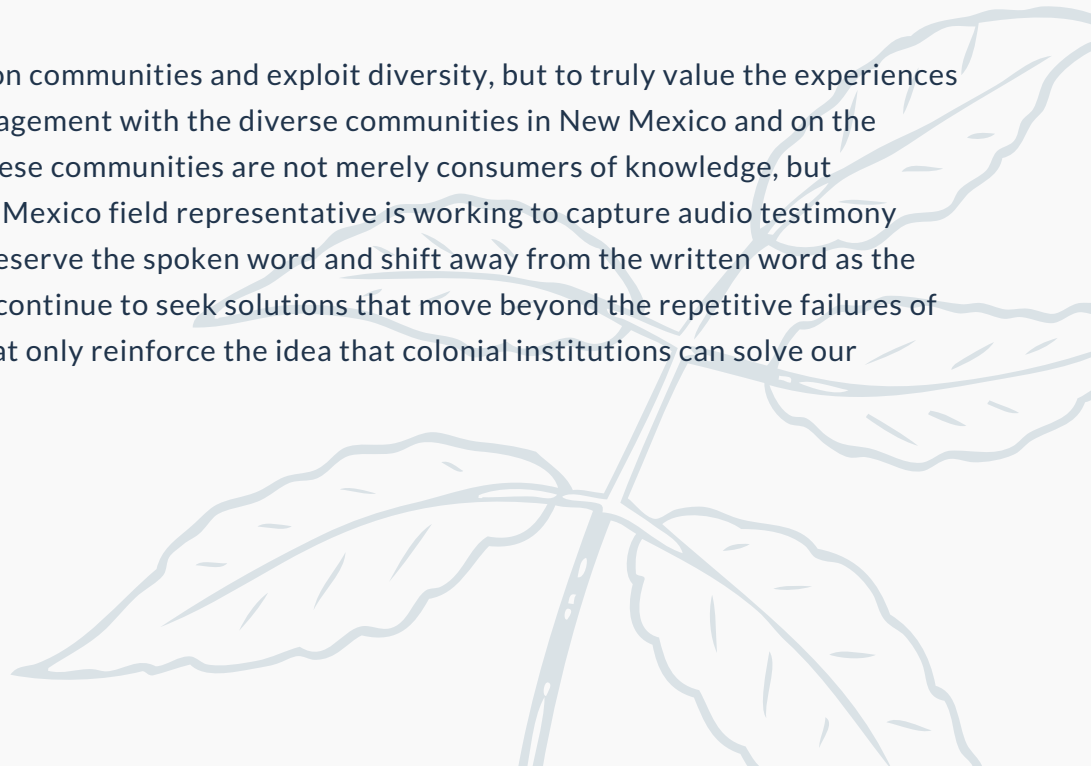 on communities and exploit diversity, but to truly value the experiences
agement with the diverse communities in New Mexico and on the
ese communities are not merely consumers of knowledge, but
Mexico field representative is working to capture audio testimony
eserve the spoken word and shift away from the written word as the
continue to seek solutions that move beyond the repetitive failures of
at only reinforce the idea that colonial institutions can solve our